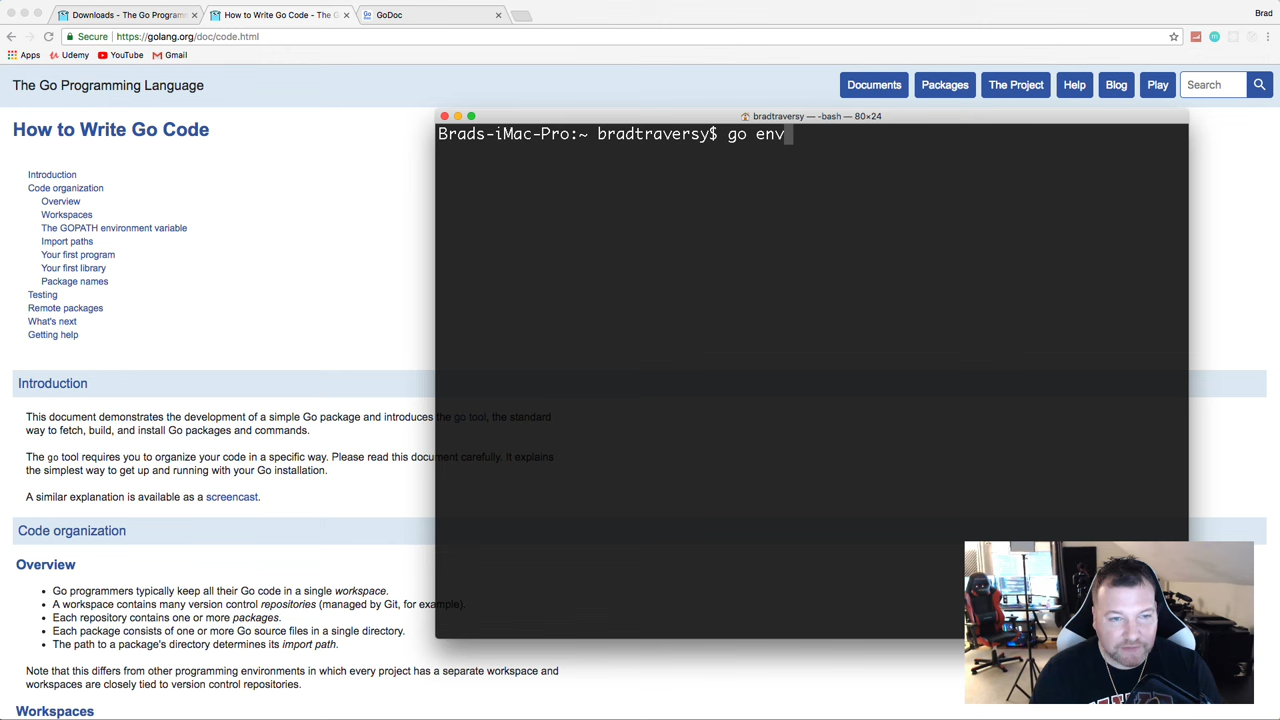 Downloads - The Go Program
How to Write Go Code - The G
GoDoc
Brad
Secure
https://golang.org/doc/code.html
Apps
Udemy
YouTube
Gmail
The Go Programming Language
Documents
Packages
The Project
Help
Blog
Play
Search
How to Write Go Code
bradtraversy — -bash — 80×24
Brads-iMac-Pro:~ bradtraversy$ go env
Introduction
Code organization
Overview
Workspaces
The GOPATH environment variable
Import paths
Your first program
Your first library
Package names
Testing
Remote packages
What's next
Getting help
Introduction
This document demonstrates the development of a simple Go package and introduces the go tool, the standard
way to fetch, build, and install Go packages and commands.
The go tool requires you to organize your code in a specific way. Please read this document carefully. It explains
the simplest way to get up and running with your Go installation.
A similar explanation is available as a screencast.
Code organization
Overview
Go programmers typically keep all their Go code in a single workspace.
A workspace contains many version control repositories (managed by Git, for example).
Each repository contains one or more packages.
Each package consists of one or more Go source files in a single directory.
The path to a package's directory determines its import path.
Note that this differs from other programming environments in which every project has a separate workspace and
workspaces are closely tied to version control repositories.
Workspaces